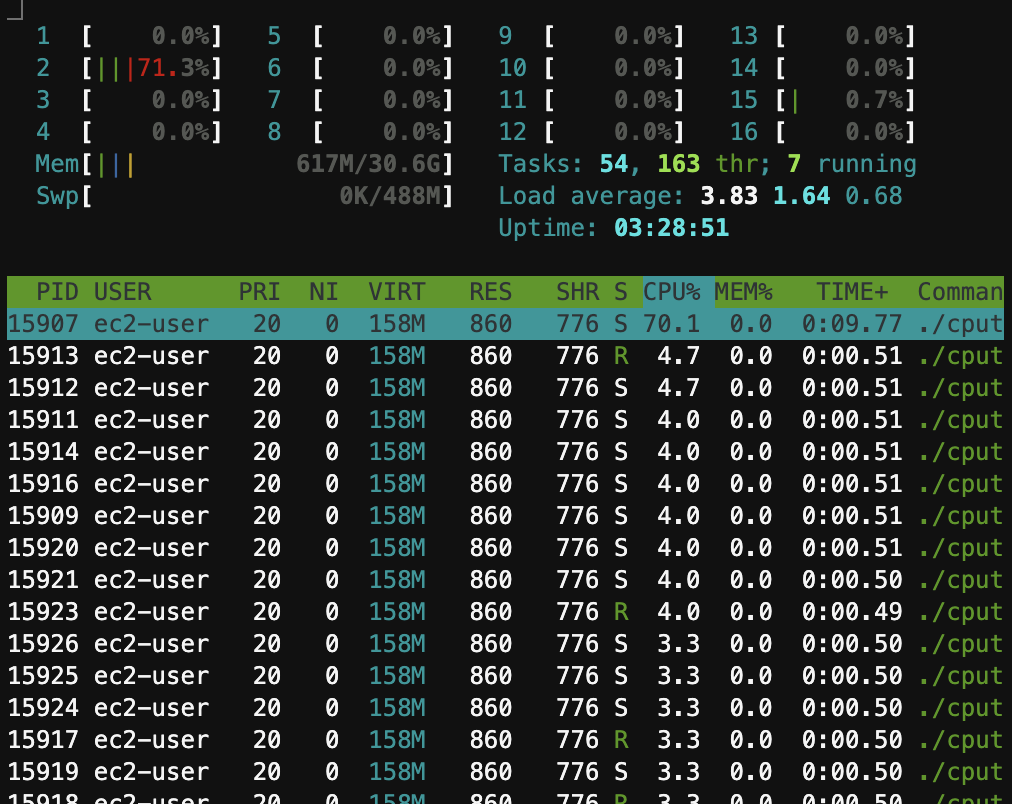 1 [ 0.0%] 5 [ 0.0%] 9 [ 0.0%] 13 [ 0.0%]
2 [|||71.3%] 6 [ 0.0%] 10 [ 0.0%] 14 [ 0.0%]
3 [ 0.0%] 7 [ 0.0%] 11 [ 0.0%] 15 [| 0.7%]
4 [ 0.0%] 8 [ 0.0%] 12 [ 0.0%] 16 [ 0.0%]
Mem[||| 617M/30.6G] Tasks: 54, 163 thr; 7 running
Swp[ 0K/488M] Load average: 3.83 1.64 0.68
Uptime: 03:28:51
PID USER PRI NI VIRT RES SHR S CPU% MEM% TIME+ Comman
15907 ec2-user 20 0 158M 860 776 S 70.1 0.0 0:09.77 ./cput
15913 ec2-user 20 0 158M 860 776 R 4.7 0.0 0:00.51 ./cput
15912 ec2-user 20 0 158M 860 776 S 4.7 0.0 0:00.51 ./cput
15911 ec2-user 20 0 158M 860 776 S 4.0 0.0 0:00.51 ./cput
15914 ec2-user 20 0 158M 860 776 S 4.0 0.0 0:00.51 ./cput
15916 ec2-user 20 0 158M 860 776 S 4.0 0.0 0:00.51 ./cput
15909 ec2-user 20 0 158M 860 776 S 4.0 0.0 0:00.51 ./cput
15920 ec2-user 20 0 158M 860 776 S 4.0 0.0 0:00.51 ./cput
15921 ec2-user 20 0 158M 860 776 S 4.0 0.0 0:00.50 ./cput
15923 ec2-user 20 0 158M 860 776 R 4.0 0.0 0:00.49 ./cput
15926 ec2-user 20 0 158M 860 776 S 3.3 0.0 0:00.50 ./cput
15925 ec2-user 20 0 158M 860 776 S 3.3 0.0 0:00.50 ./cput
15924 ec2-user 20 0 158M 860 776 S 3.3 0.0 0:00.50 ./cput
15917 ec2-user 20 0 158M 860 776 R 3.3 0.0 0:00.50 ./cput
15919 ec2-user 20 0 158M 860 776 S 3.3 0.0 0:00.50 ./cput